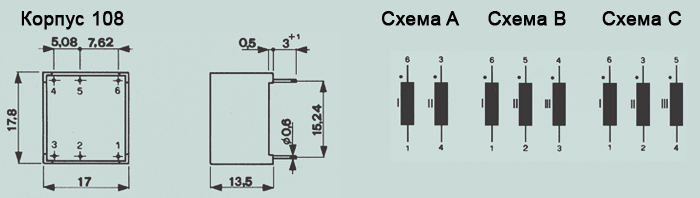 Корпус 108 Схема A Схема B Схема C
5,08 7,62 0,5 3+1
6 3 6 5 4 6 3 5
4 5 6
17,8 ø0,6 15,24
I II I II III I II III
3 2 1
1 4 1 2 3 1 2 4
17 13,5